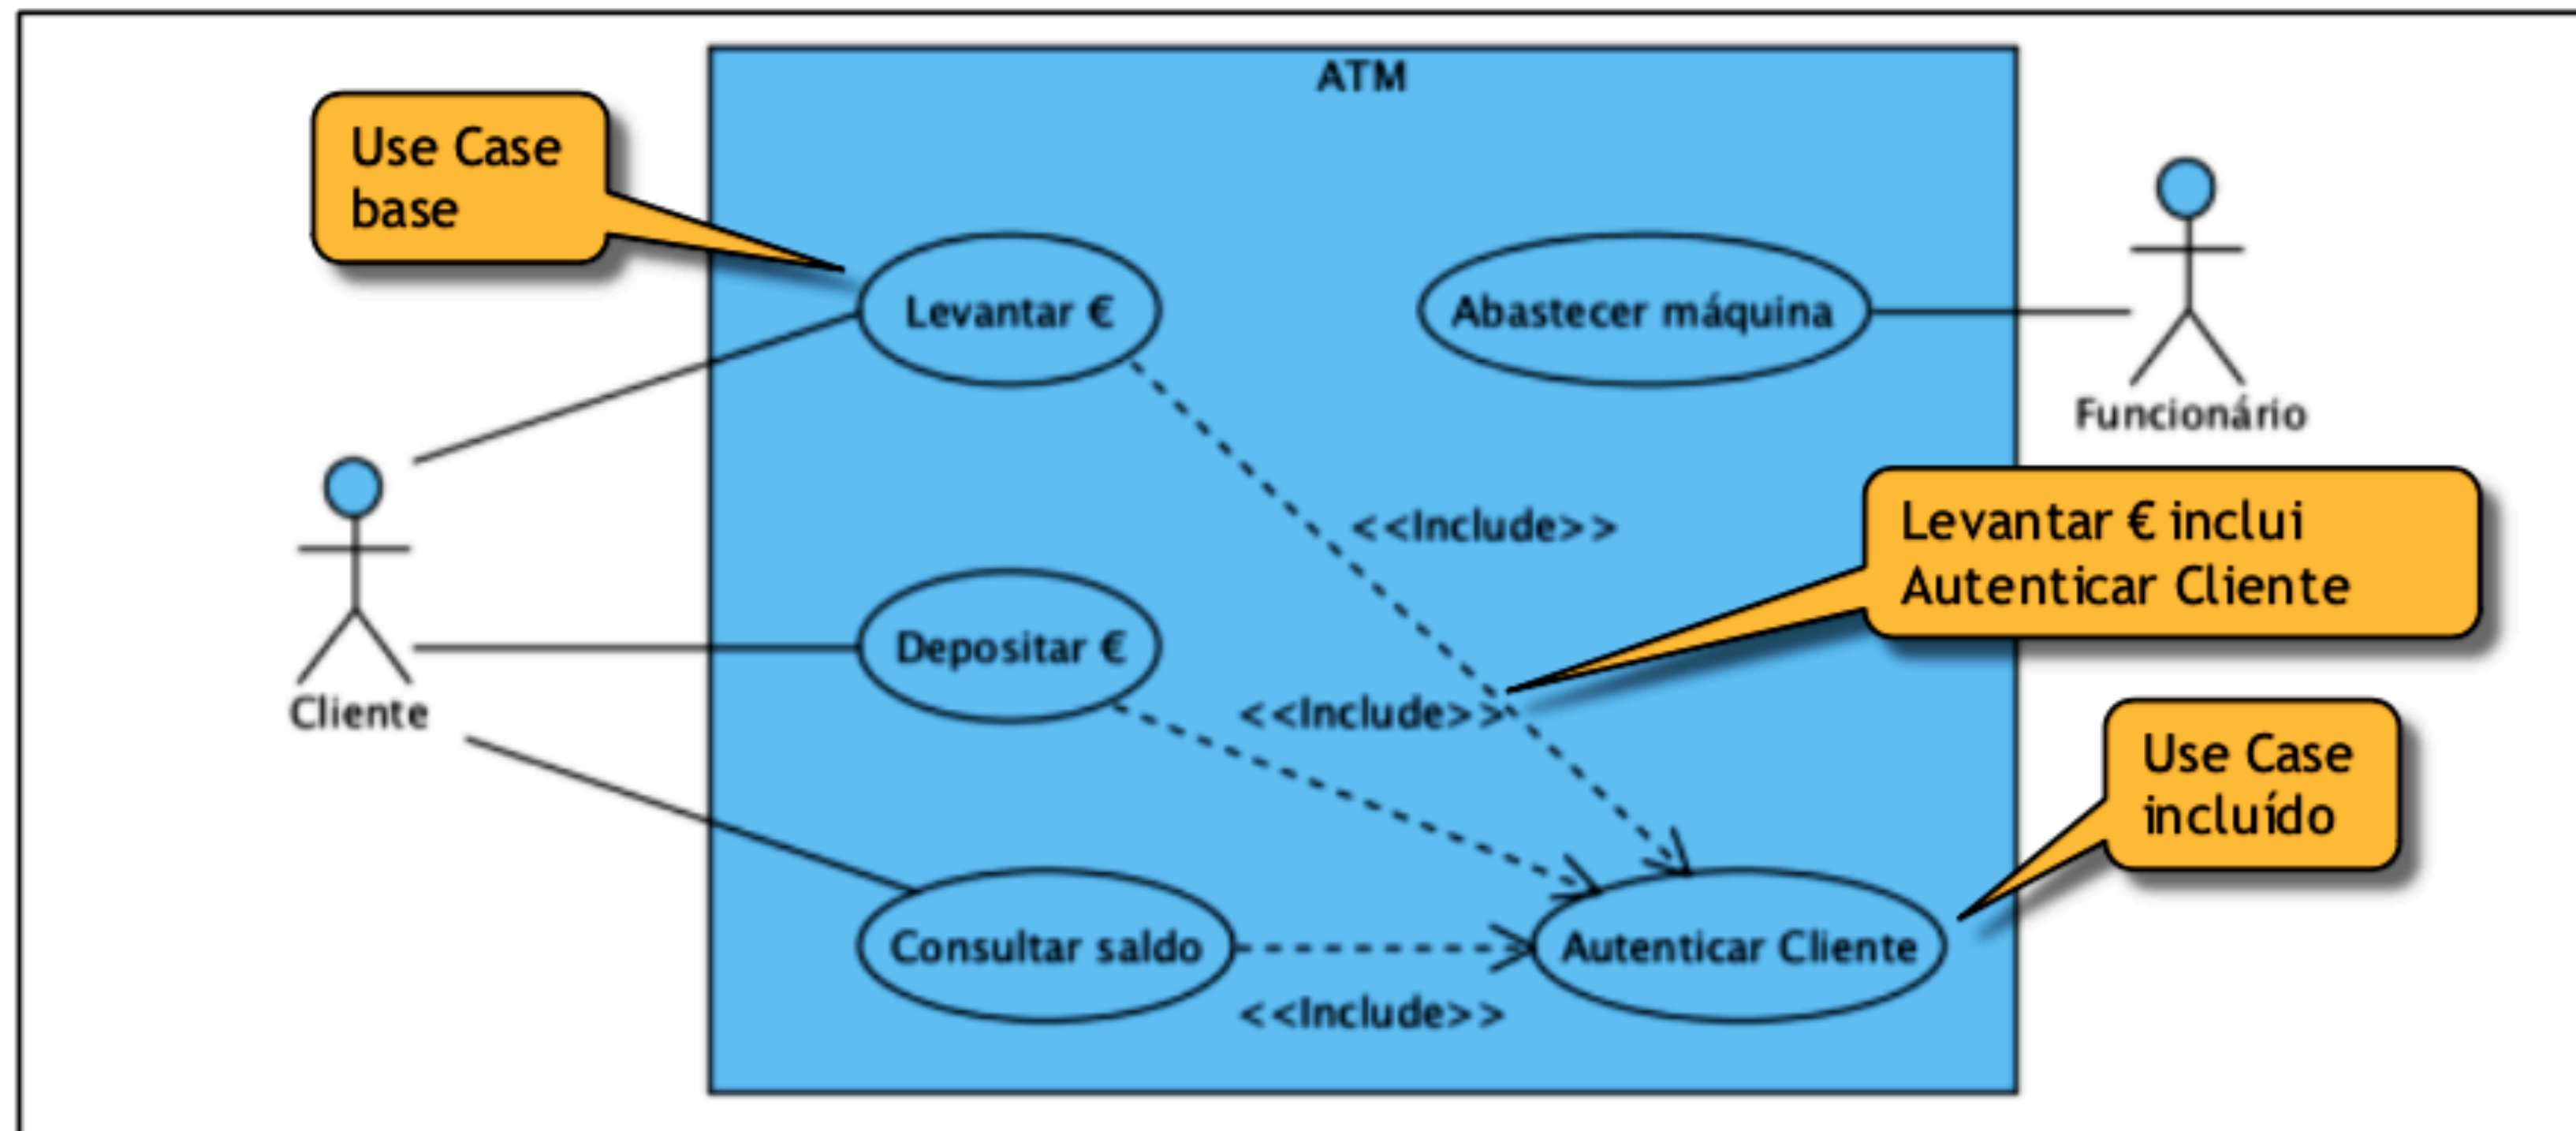 ATM
Use Case
base
Levantar €
Abastecer máquina
Funcionário
<<Include>>
Levantar € inclui
Autenticar Cliente
Depositar €
Cliente
<<Include>>
Use Case
incluído
Consultar saldo
Autenticar Cliente
<<Include>>